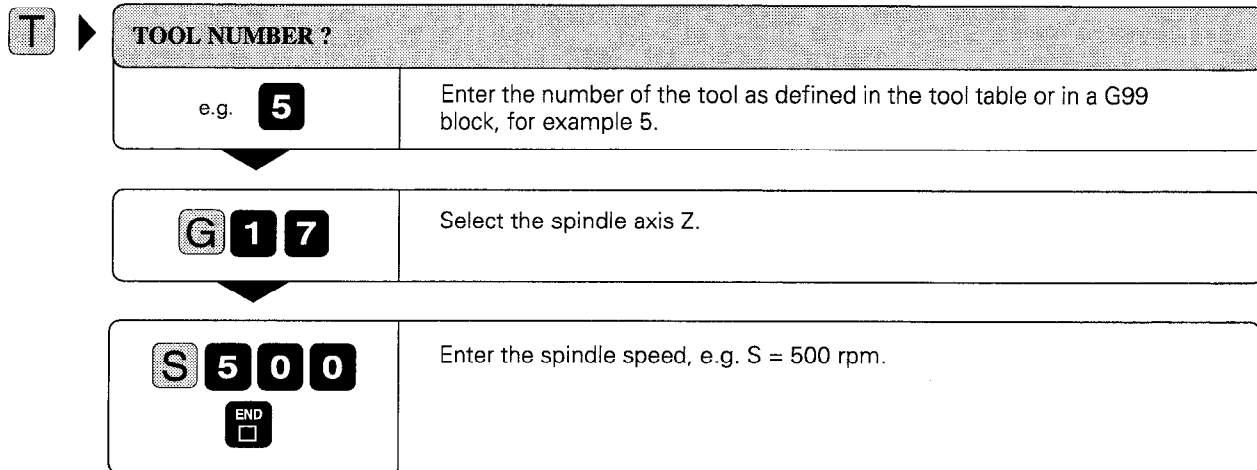 T TOOL NUMBER ?
e.g. 5
Enter the number of the tool as defined in the tool table or in a G99
block, for example 5.
G 1 7
Select the spindle axis Z.
S 5 0 0
END
Enter the spindle speed, e.g. S = 500 rpm.